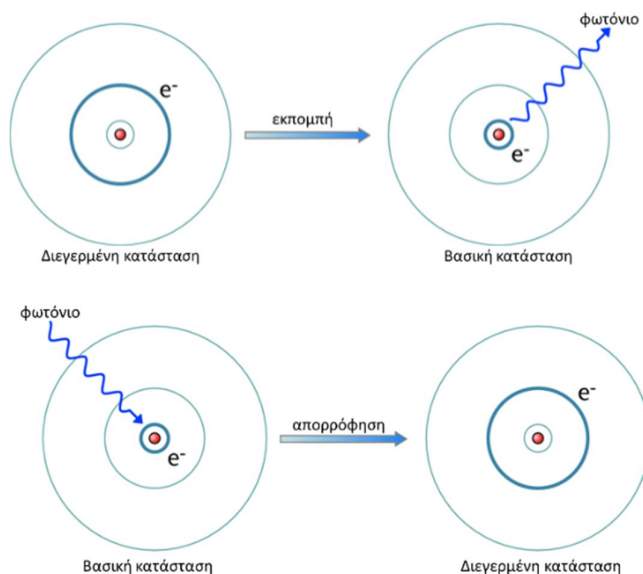 φωτόνιο
e-
εκπομπή
e-
Διεγερμένη κατάσταση
Βασική κατάσταση
φωτόνιο
e-
απορρόφηση
e-
Βασική κατάσταση
Διεγερμένη κατάσταση